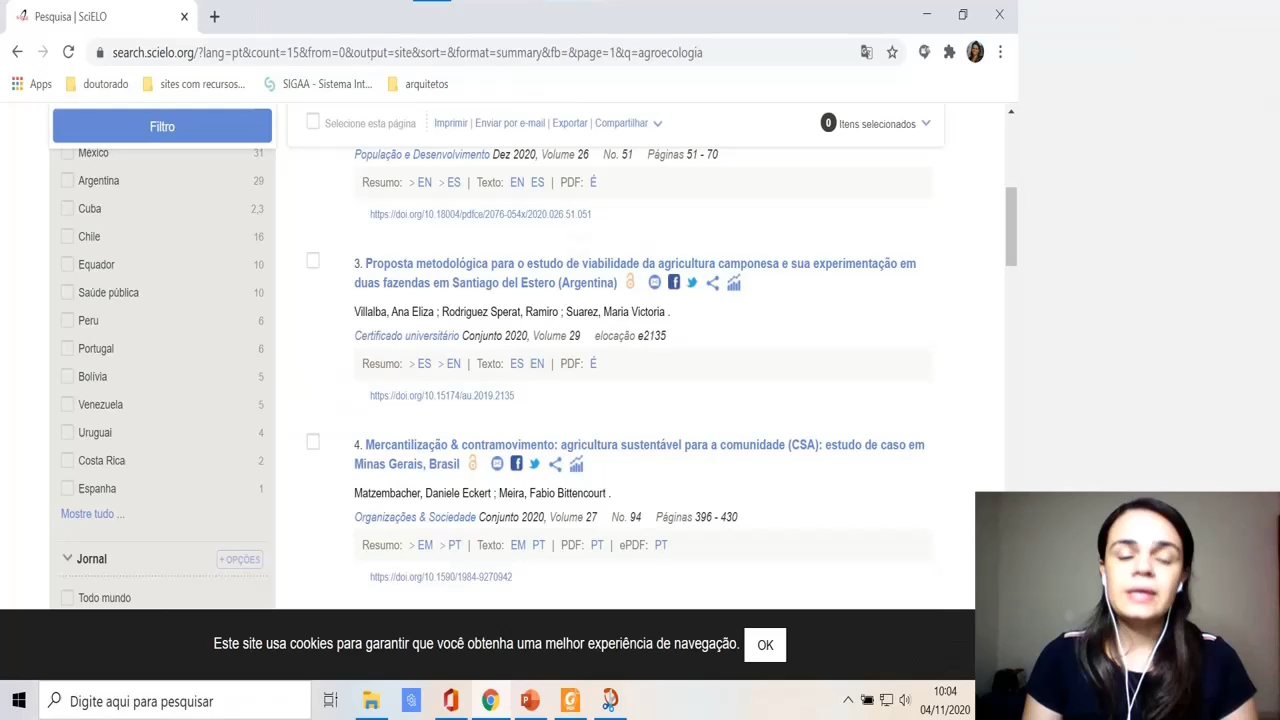 Pesquisa | SciELO
search.scielo.org/?lang=pt&count=15&from=0&output=site&sort=&format=summary&fb=&page=1&q=agroecologia
Apps doutorado sites com recursos... SIGAA - Sistema Int... arquitetos
Filtro
Selecione esta página Imprimir | Enviar por e-mail | Exportar | Compartilhar
0 Itens selecionados
México 31
Argentina 29
Cuba 2,3
Chile 16
Equador 10
Saúde pública 10
Peru 6
Portugal 6
Bolívia 5
Venezuela 5
Uruguai 4
Costa Rica 2
Espanha 1
Mostre tudo ...
Jornal + OPÇÕES
Todo mundo
População e Desenvolvimento Dez 2020, Volume 26 No. 51 Páginas 51 - 70
Resumo: > EN > ES | Texto: EN ES | PDF: É
https://doi.org/10.18004/pdfce/2076-054x/2020.026.51.051
3. Proposta metodológica para o estudo de viabilidade da agricultura camponesa e sua experimentação em
duas fazendas em Santiago del Estero (Argentina)
Villalba, Ana Eliza ; Rodriguez Sperat, Ramiro ; Suarez, Maria Victoria .
Certificado universitário Conjunto 2020, Volume 29 elocação e2135
Resumo: > ES > EN | Texto: ES EN | PDF: É
https://doi.org/10.15174/au.2019.2135
4. Mercantilização & contramovimento: agricultura sustentável para a comunidade (CSA): estudo de caso em
Minas Gerais, Brasil
Matzembacher, Daniele Eckert ; Meira, Fabio Bittencourt .
Organizações & Sociedade Conjunto 2020, Volume 27 No. 94 Páginas 396 - 430
Resumo: > EM > PT | Texto: EM PT | PDF: PT | ePDF: PT
https://doi.org/10.1590/1984-9270942
Este site usa cookies para garantir que você obtenha uma melhor experiência de navegação. OK
Digite aqui para pesquisar
10:04
04/11/2020